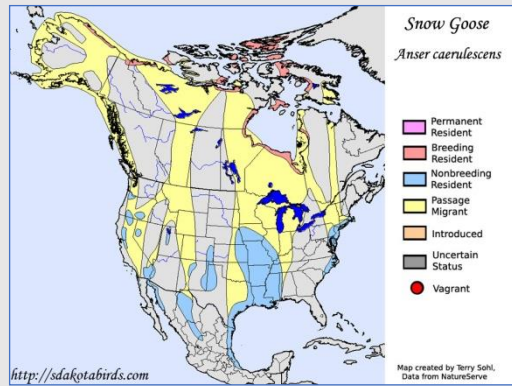 Snow Goose
Anser caerulescens
Permanent
Resident
Breeding
Resident
Nonbreeding
Resident
Passage
Migrant
Introduced
Uncertain
Status
Vagrant
Map created by Terry Sohl,
Data from NatureServe
http://sdakotabirds.com